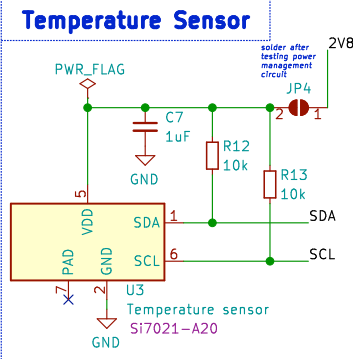 Temperature Sensor
solder after
testing power
management
circuit
2V8
PWR_FLAG
JP4
2 1
C7
1uF
R12
10k
GND
R13
10k
5
VDD
SDA 1
SDA
SCL 6
SCL
PAD
GND
7
2
U3
Temperature sensor
Si7021-A20
GND